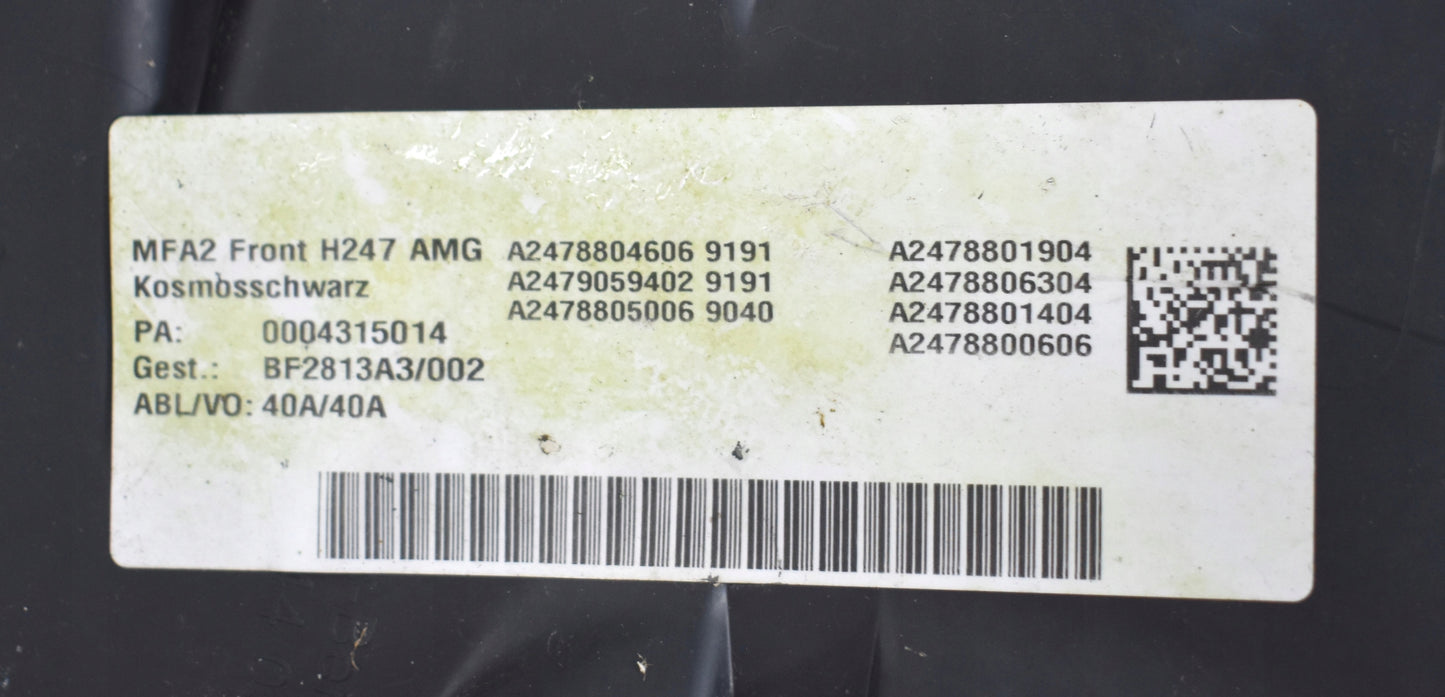 MFA2 Front H247 AMG A2478804606 9191 A2478801904
Kosmosschwarz A2479059402 9191 A2478806304
A2478805006 9040 A2478801404
PA: 0004315014 A2478800606
Gest.: BF2813A3/002
ABL/VO: 40A/40A